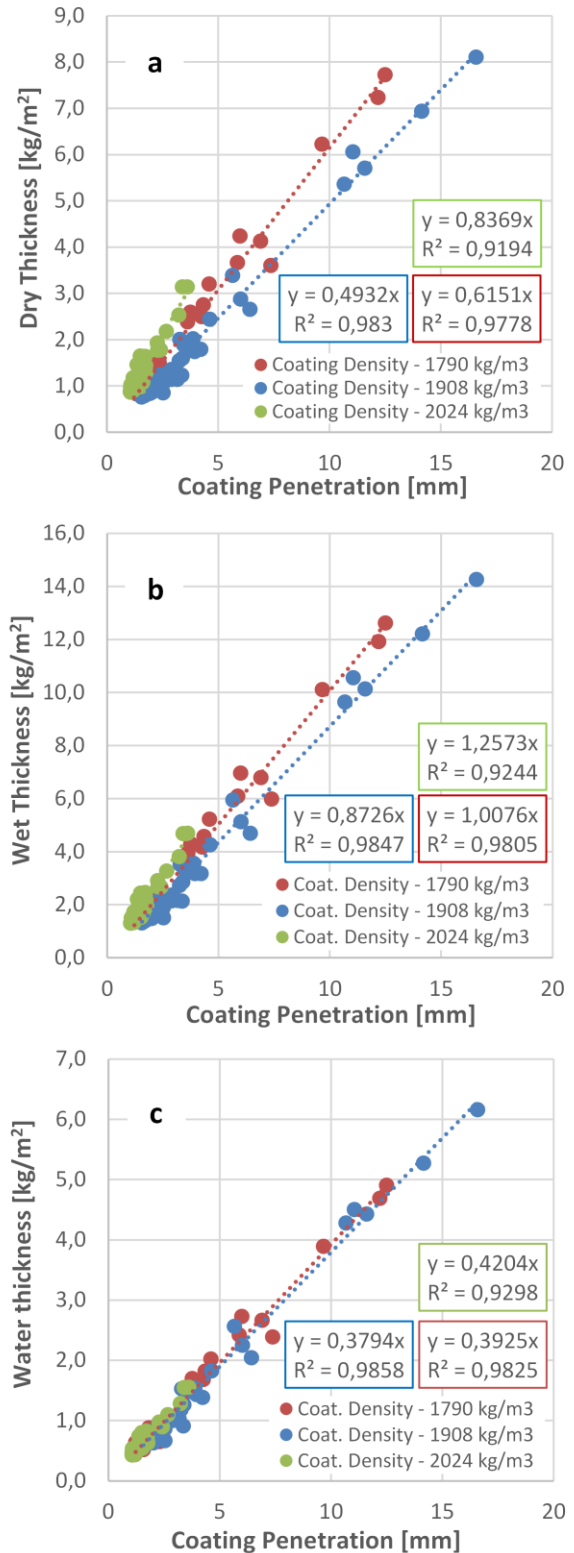 9,0
a
8,0
7,0
6,0
5,0
y = 0,8369x
R² = 0,9194
4,0
3,0
y = 0,4932x
R² = 0,983
y = 0,6151x
R² = 0,9778
2,0
Coating Density - 1790 kg/m3
Coating Density - 1908 kg/m3
1,0
Coating Density - 2024 kg/m3
0,0
Dry Thickness [kg/m²]
0
5
10
15
20
Coating Penetration [mm]
16,0
b
14,0
12,0
10,0
8,0
y = 1,2573x
R² = 0,9244
6,0
y = 0,8726x
R² = 0,9847
y = 1,0076x
R² = 0,9805
4,0
Coat. Density - 1790 kg/m3
2,0
Coat. Density - 1908 kg/m3
Coat. Density - 2024 kg/m3
0,0
Wet Thickness [kg/m²]
0
5
10
15
20
Coating Penetration [mm]
7,0
c
6,0
5,0
4,0
y = 0,4204x
R² = 0,9298
3,0
y = 0,3794x
R² = 0,9858
y = 0,3925x
R² = 0,9825
2,0
Coat. Density - 1790 kg/m3
1,0
Coat. Density - 1908 kg/m3
Coat. Density - 2024 kg/m3
0,0
Water thickness [kg/m²]
0
5
10
15
20
Coating Penetration [mm]